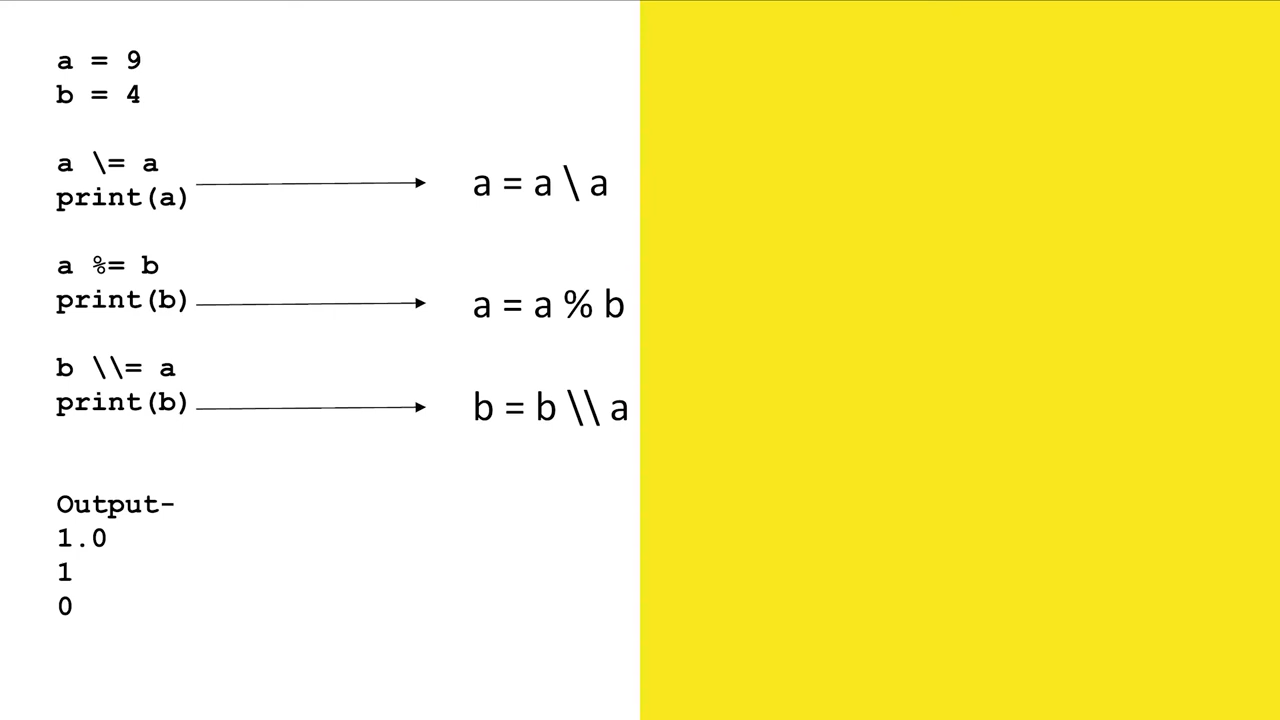 a = 9
b = 4
a \= a
print(a)
a = a \ a
a %= b
print(b)
a = a % b
b \\= a
print(b)
b = b \\ a
Output-
1.0
1
0